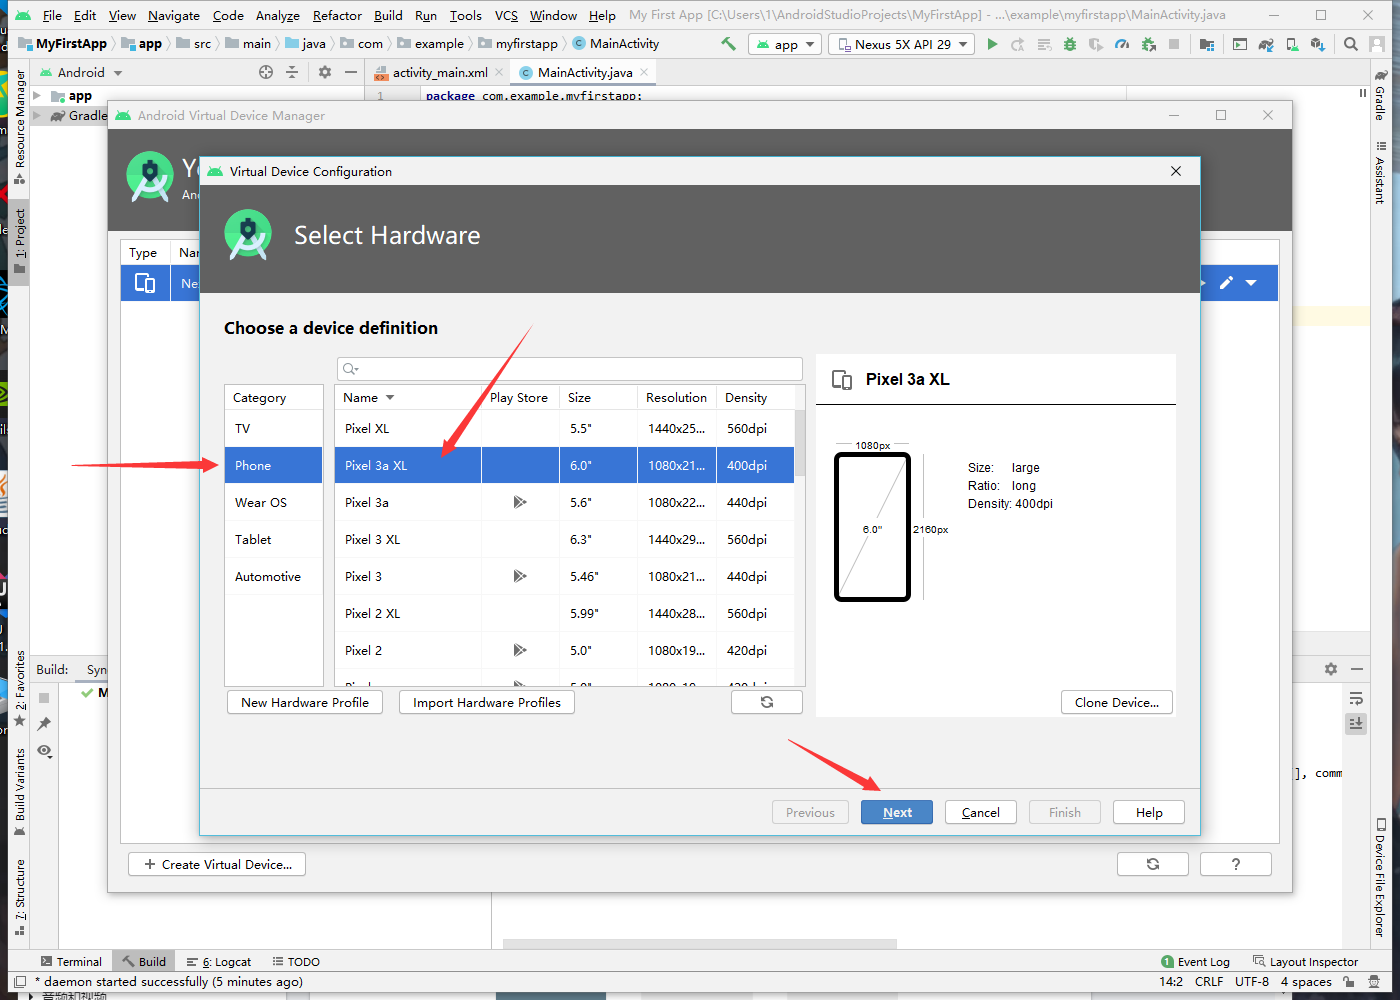 File Edit View Navigate Code Analyze Refactor Build Run Tools VCS Window Help My First App [C:\Users\1\AndroidStudioProjects\MyFirstApp] - ...\example\myfirstapp\MainActivity.java
MyFirstApp app src main java com example myfirstapp MainActivity app Nexus 5X API 29
Android activity_main.xml MainActivity.java
app 1 package com.example.myfirstapp;
Gradle
Resource Manager
1: Project
2: Favorites
Build Variants
7: Structure
Gradle
Assistant
Device File Explorer
Android Virtual Device Manager
Type
Virtual Device Configuration
Select Hardware
Choose a device definition
Category Name Play Store Size Resolution Density
TV Pixel XL 5.5" 1440x25... 560dpi
Phone Pixel 3a XL 6.0" 1080x21... 400dpi
Wear OS Pixel 3a 5.6" 1080x22... 440dpi
Tablet Pixel 3 XL 6.3" 1440x29... 560dpi
Automotive Pixel 3 5.46" 1080x21... 440dpi
Pixel 2 XL 5.99" 1440x28... 560dpi
Pixel 2 5.0" 1080x19... 420dpi
New Hardware Profile Import Hardware Profiles
Pixel 3a XL
1080px
6.0"
2160px
Size: large
Ratio: long
Density: 400dpi
Clone Device...
Previous Next Cancel Finish Help
+ Create Virtual Device... ?
Build:
], comm
Terminal Build 6: Logcat TODO 1 Event Log Layout Inspector
* daemon started successfully (5 minutes ago) 14:2 CRLF UTF-8 4 spaces